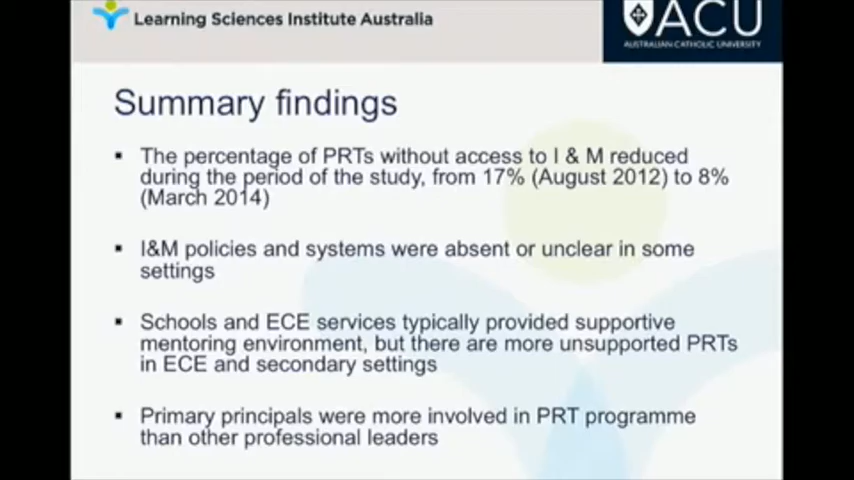 Learning Sciences Institute Australia
ACU
AUSTRALIAN CATHOLIC UNIVERSITY
Summary findings
▪ The percentage of PRTs without access to I & M reduced
during the period of the study, from 17% (August 2012) to 8%
(March 2014)
▪ I&M policies and systems were absent or unclear in some
settings
▪ Schools and ECE services typically provided supportive
mentoring environment, but there are more unsupported PRTs
in ECE and secondary settings
▪ Primary principals were more involved in PRT programme
than other professional leaders